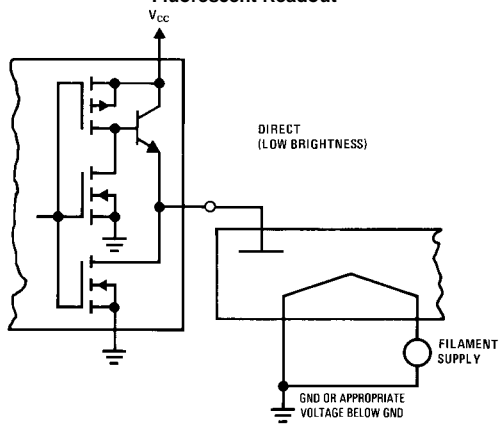 Fluorescent Readout
VCC
DIRECT
(LOW BRIGHTNESS)
FILAMENT
SUPPLY
GND OR APPROPRIATE
VOLTAGE BELOW GND